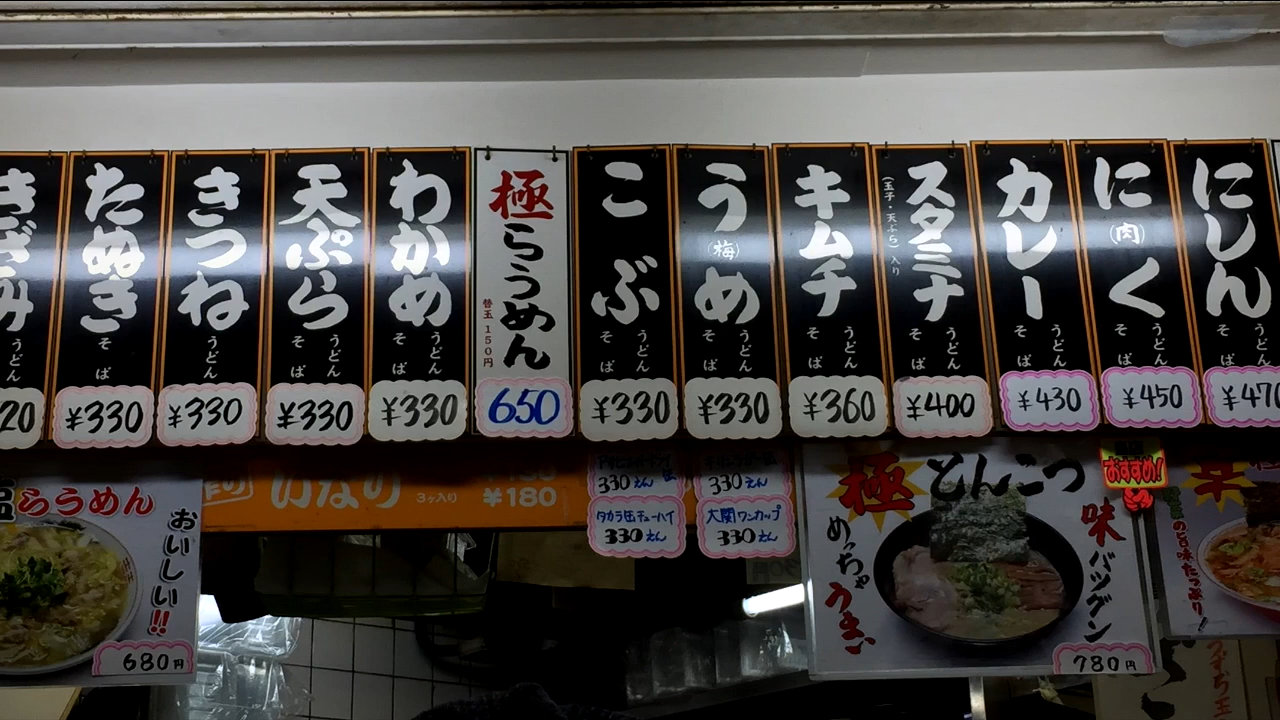 きざみ
うどん
20
たぬき
そば
¥330
きつね
うどん
¥330
天ぷら
うどん
そば
¥330
わかめ
うどん
そば
¥330
極らうめん
替玉 150円
650
こぶ
うどん
そば
¥330
うめ
(梅)
うどん
そば
¥330
キムチ
うどん
そば
¥360
スタミナ
(玉子・天ぷら)入り
うどん
そば
¥400
カレー
うどん
そば
¥430
にく
(肉)
うどん
そば
¥450
にしん
うどん
そば
¥470
塩らうめん
おいしい!!
680円
いなり
3ヶ入り
¥180
330えん
330えん
タカラ缶チューハイ
330えん
大関ワンカップ
330えん
極とんこつ
おすすめ!
めっちゃうまい
味バツグン
780円